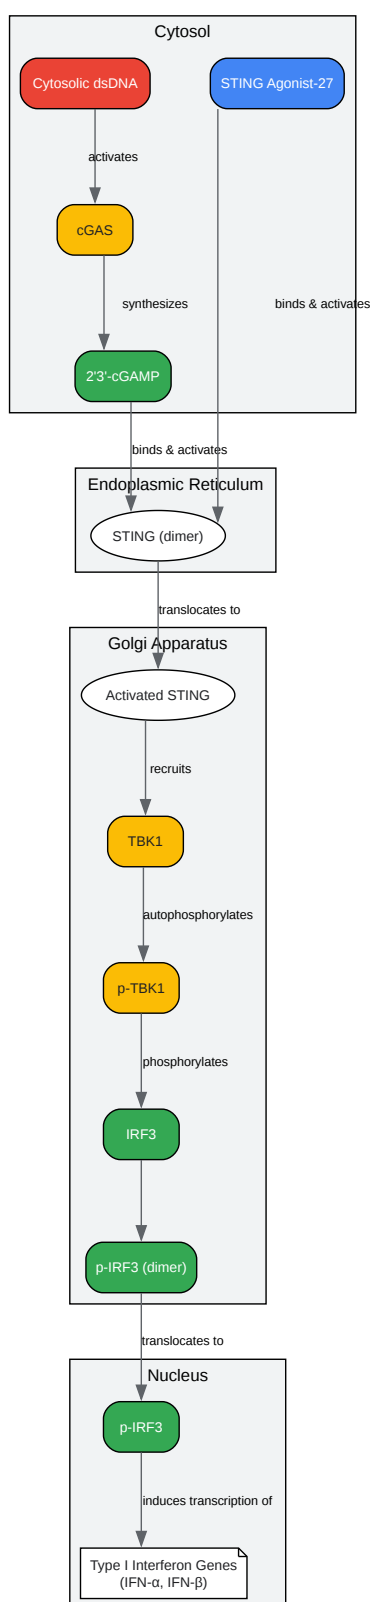 Cytosol
Cytosolic dsDNA
STING Agonist-27
activates
cGAS
synthesizes
binds & activates
2'3'-cGAMP
binds & activates
Endoplasmic Reticulum
STING (dimer)
translocates to
Golgi Apparatus
Activated STING
recruits
TBK1
autophosphorylates
p-TBK1
phosphorylates
IRF3
p-IRF3 (dimer)
translocates to
Nucleus
p-IRF3
induces transcription of
Type I Interferon Genes
(IFN-α, IFN-β)